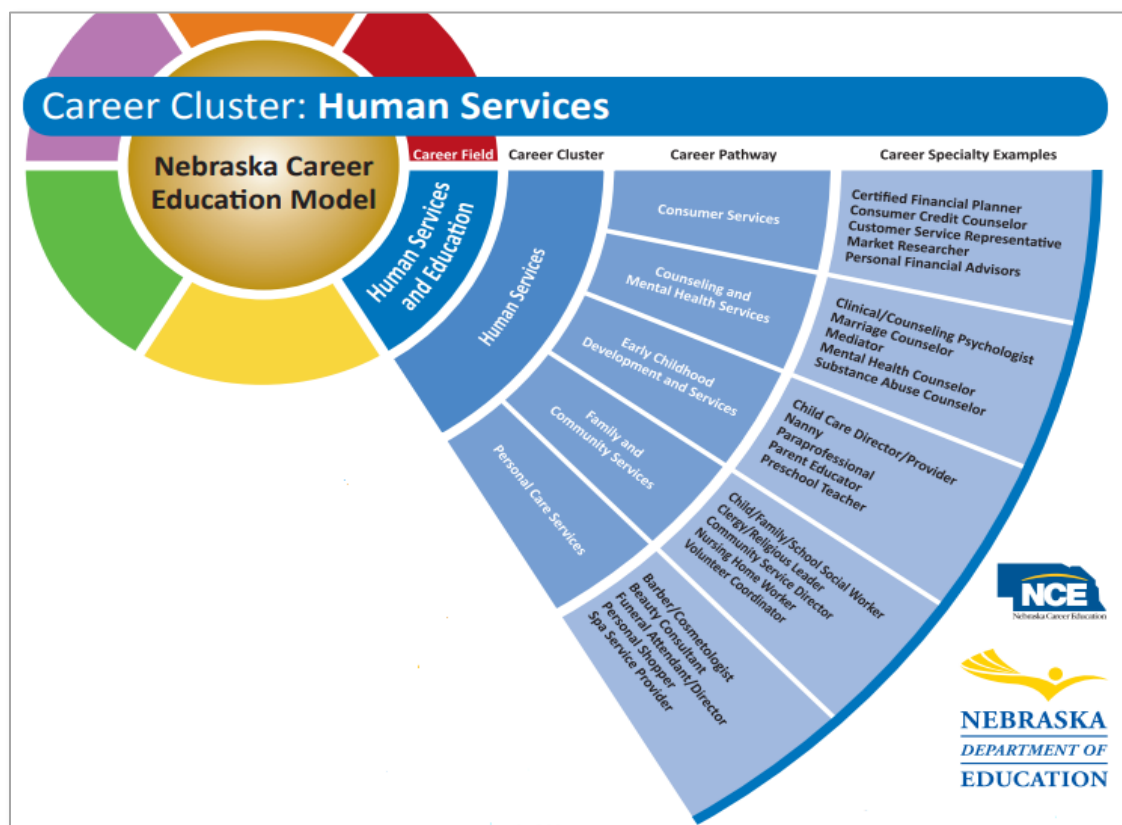 Career Cluster: Human Services
Nebraska Career
Education Model
Career Field
Career Cluster
Career Pathway
Career Specialty Examples
Human Services
and Education
Human Services
Consumer Services
Certified Financial Planner
Consumer Credit Counselor
Customer Service Representative
Market Researcher
Personal Financial Advisors
Counseling and
Mental Health Services
Clinical/Counseling Psychologist
Marriage Counselor
Mediator
Mental Health Counselor
Substance Abuse Counselor
Early Childhood
Development and Services
Child Care Director/Provider
Nanny
Paraprofessional
Parent Educator
Preschool Teacher
Family and
Community Services
Child/Family/School Social Worker
Clergy/Religious Leader
Community Service Director
Nursing Home Worker
Volunteer Coordinator
Personal Care Services
Barber/Cosmetologist
Beauty Consultant
Funeral Attendant/Director
Personal Shopper
Spa Service Provider
NCE
Nebraska Career Education
NEBRASKA
DEPARTMENT OF
EDUCATION